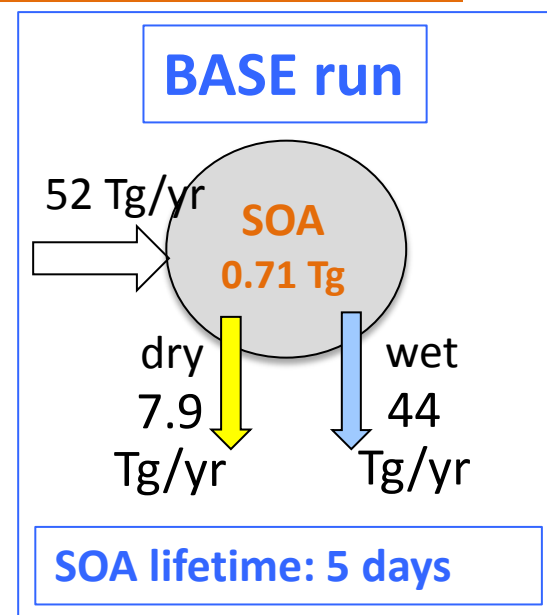 BASE run
52 Tg/yr
SOA
0.71 Tg
dry
7.9
Tg/yr
wet
44
Tg/yr
SOA lifetime: 5 days